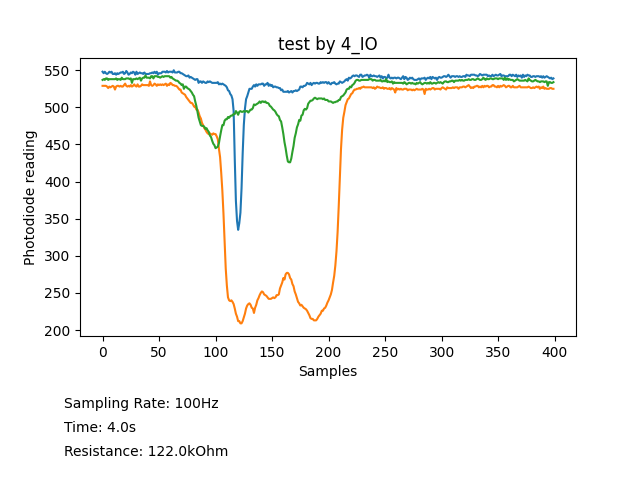 test by 4_IO
Photodiode reading
550
500
450
400
350
300
250
200
0 50 100 150 200 250 300 350 400
Samples
Sampling Rate: 100Hz
Time: 4.0s
Resistance: 122.0kOhm